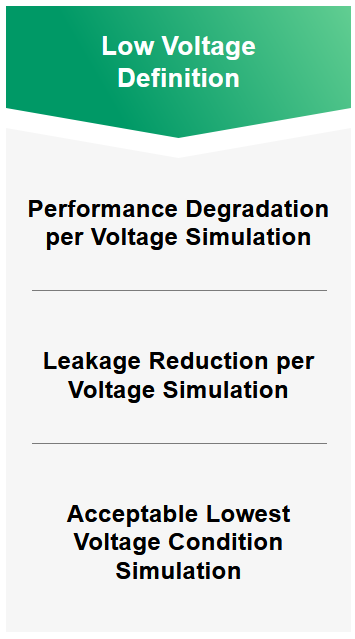 Low Voltage
Definition
Performance Degradation
per Voltage Simulation
Leakage Reduction per
Voltage Simulation
Acceptable Lowest
Voltage Condition
Simulation